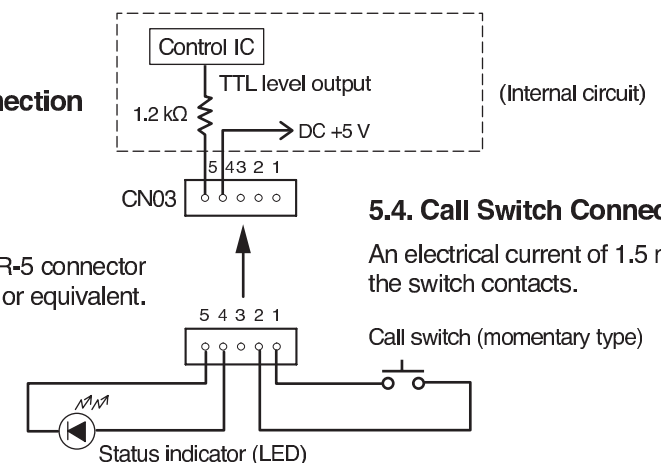 Control IC
TTL level output
nection
1.2 kΩ
(Internal circuit)
DC +5 V
5 4 3 2 1
CN03
5.4. Call Switch Connec
An electrical current of 1.5
R-5 connector
the switch contacts.
or equivalent.
5 4 3 2 1
Call switch (momentary type)
Status indicator (LED)